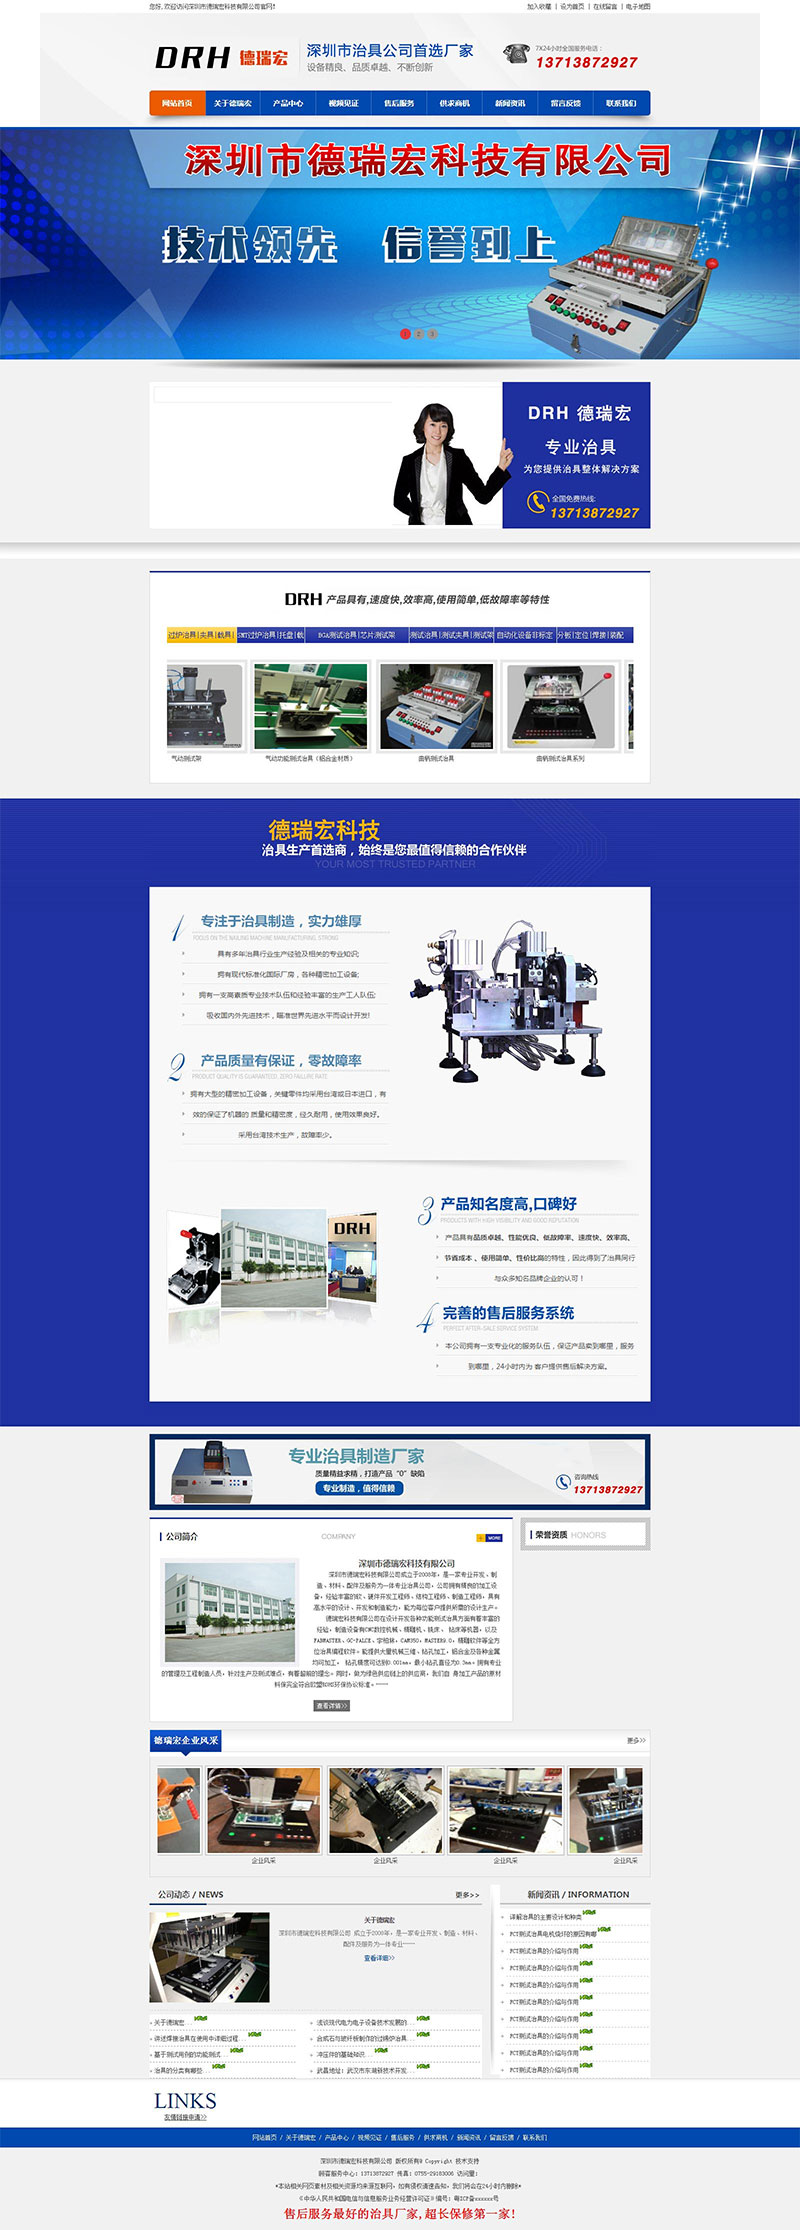 您好, 欢迎访问深圳市德瑞宏科技有限公司官网!
加入收藏 | 设为首页 | 在线留言 | 电子地图
DRH 德瑞宏
深圳市治具公司首选厂家
设备精良、品质卓越、不断创新
7X24小时全国服务电话：
13713872927
网站首页 关于德瑞宏 产品中心 视频见证 售后服务 供求商机 新闻资讯 留言反馈 联系我们
深圳市德瑞宏科技有限公司
技术领先 信誉到上
1 2 3
DRH 德瑞宏
专业治具
为您提供治具整体解决方案
全国免费热线:
13713872927
DRH 产品具有,速度快,效率高,使用简单,低故障率等特性
过炉治具|夹具|载具| SMT过炉治具|托盘|载 BGA测试治具|芯片测试架 测试治具|测试夹具|测试架 自动化设备非标定 分板|定位|焊接|装配
气动测试架 气动功能测试治具（铝合金材质） 曲柄测试治具 曲柄测试治具系列
德瑞宏科技
治具生产首选商，始终是您最值得信赖的合作伙伴
YOUR MOST TRUSTED PARTNER
1 专注于治具制造，实力雄厚
FOCUS ON THE NAILING MACHINE MANUFACTURING, STRONG
具有多年治具行业生产经验及相关的专业知识;
拥有现代标准化国际厂房，各种精密加工设备;
拥有一支高素质专业技术队伍和经验丰富的生产工人队伍;
吸收国内外先进技术，瞄准世界先进水平而设计开发!
2 产品质量有保证，零故障率
PRODUCT QUALITY IS GUARANTEED, ZERO FAILURE RATE
拥有大型的精密加工设备，关键零件均采用台湾或日本进口，有
效的保证了机器的 质量和精密度，经久耐用，使用效果良好。
采用台湾技术生产，故障率少。
DRH
3 产品知名度高,口碑好
PRODUCTS WITH HIGH VISIBILITY AND GOOD REPUTATION
产品具有品质卓越、性能优良、低故障率、速度快、效率高、
节省成本、使用简单、性价比高的特性，因此得到了治具同行
与众多知名品牌企业的认可！
4 完善的售后服务系统
PERFECT AFTER-SALE SERVICE SYSTEM
本公司拥有一支专业化的服务队伍，保证产品卖到哪里，服务
到哪里，24小时内为 客户提供售后解决方案。
专业治具制造厂家
质量精益求精，打造产品“0”缺陷
专业制造，值得信赖
咨询热线
13713872927
公司简介 COMPANY + MORE
荣誉资质 HONORS
深圳市德瑞宏科技有限公司
深圳市德瑞宏科技有限公司成立于2008年，是一家专业开发、制
造、材料、配件及服务为一体专业治具公司，公司拥有精良的加工设
备，经验丰富的软、硬件开发工程师、结构工程师、制造工程师，具有
高水平的设计、开发和制造能力，能为每位客户提供所需的设计生产。
德瑞宏科技有限公司在设计开发各种功能测试治具方面有着丰富的
经验，制造设备有CNC数控机械、精雕机、铣床、 钻床等机器，以及
位治具编程软件。能提供大量机械三维、钻孔加工，铝合金及各种金属
均可加工。 钻孔精度可达到0.001mm，最小钻孔直径为0.3mm。拥有专业
的管理及工程制造人员，针对生产及测试难点，有着超前的理念。同时，做为绿色供应链上的供应商，我们自 身加工产品的原材
料保完全符合欧盟ROHS环保协议标准。……
查看详情>>
德瑞宏企业风采 更多>>
企业风采 企业风采 企业风采
公司动态 / NEWS 更多>>
关于德瑞宏
深圳市德瑞宏科技有限公司 成立于2008年，是一家专业开发、制造、材料、
配件及服务为一体专业……
查看详细>>
关于德瑞宏...
讲述焊接治具在使用中详细过程...
基于测试用例的功能测试
治具的分类有哪些...
浅谈现代电力电子设备技术发展的...
合成石与玻纤板制作的过锡炉治具...
冲压件的基础知识...
武昌地址：武汉市东湖新技术开发...
新闻资讯 / INFORMATION
详解治具的主要设计和种类
FCT测试治具电机烧坏的原因有哪
FCT测试治具的介绍与作用
FCT测试治具的介绍与作用
FCT测试治具的介绍与作用
FCT测试治具的介绍与作用
FCT测试治具的介绍与作用
FCT测试治具的介绍与作用
FCT测试治具的介绍与作用
FCT测试治具的介绍与作用
LINKS
友情链接申请>>
网站首页 / 关于德瑞宏 / 产品中心 / 视频见证 / 售后服务 / 供求商机 / 新闻资讯 / 留言反馈 / 联系我们
深圳市德瑞宏科技有限公司 版权所有© Copyright 技术支持
顾客服务中心：13713872927 传真：0755-29183006 访问量：
*本站相关网页素材及相关资源均来源互联网，如有侵权请速告知，我们将会在24小时内删除*
《中华人民共和国电信与信息服务业务经营许可证》编号：粤ICP备xxxxxx号
售后服务最好的治具厂家,超长保修第一家!